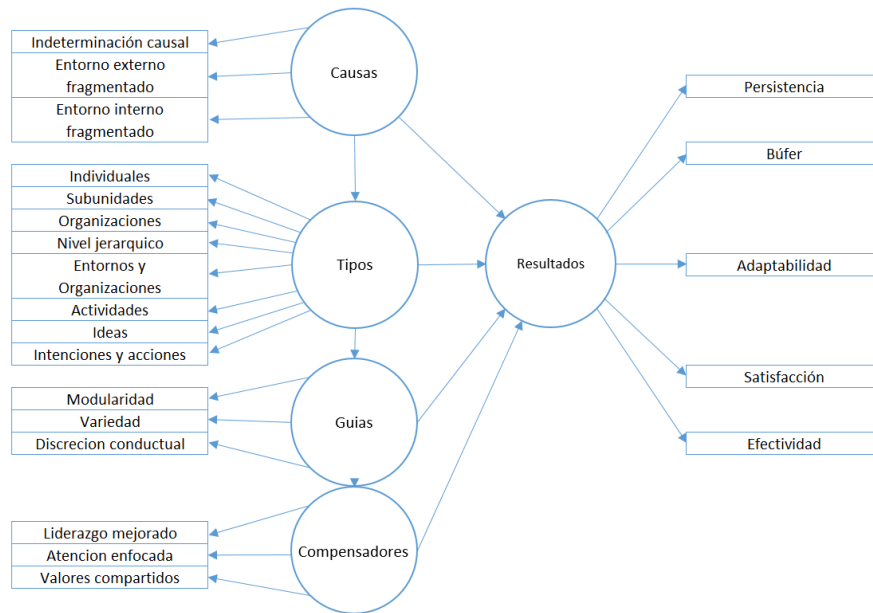 Indeterminación causal
Entorno externo
fragmentado
Entorno interno
fragmentado
Causas
Individuales
Subunidades
Organizaciones
Nivel jerarquico
Entornos y
Organizaciones
Actividades
Ideas
Intenciones y acciones
Tipos
Modularidad
Variedad
Discrecion conductual
Guias
Liderazgo mejorado
Atencion enfocada
Valores compartidos
Compensadores
Resultados
Persistencia
Búfer
Adaptabilidad
Satisfacción
Efectividad